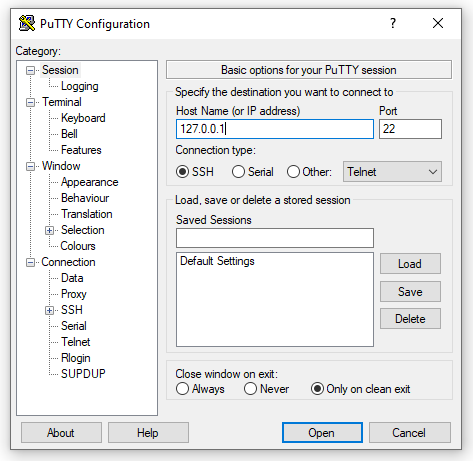 PuTTY Configuration
?
Category:
Session
Logging
Terminal
Keyboard
Bell
Features
Window
Appearance
Behaviour
Translation
Selection
Colours
Connection
Data
Proxy
SSH
Serial
Telnet
Rlogin
SUPDUP
Basic options for your PuTTY session
Specify the destination you want to connect to
Host Name (or IP address) Port
127.0.0.1 22
Connection type:
SSH Serial Other: Telnet
Load, save or delete a stored session
Saved Sessions
Default Settings
Load
Save
Delete
Close window on exit:
Always Never Only on clean exit
About Help Open Cancel